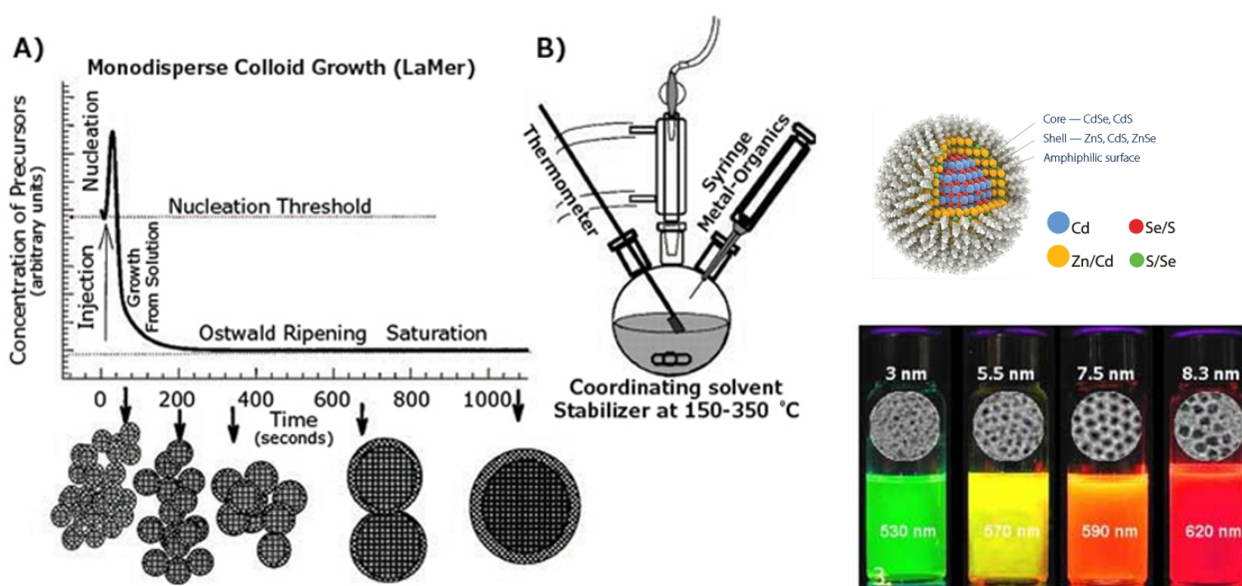 A)
Monodisperse Colloid Growth (LaMer)
Concentration of Precursors
(arbitrary units)
Nucleation
Nucleation Threshold
Injection
Growth
From Solution
Ostwald Ripening Saturation
0 200 400 600 800 1000
Time
(seconds)
B)
Thermometer
Syringe
Metal-Organics
Coordinating solvent
Stabilizer at 150-350 °C
Core — CdSe, CdS
Shell — ZnS, CdS, ZnSe
Amphiphilic surface
Cd Se/S
Zn/Cd S/Se
3 nm 5.5 nm 7.5 nm 8.3 nm
530 nm 570 nm 590 nm 620 nm